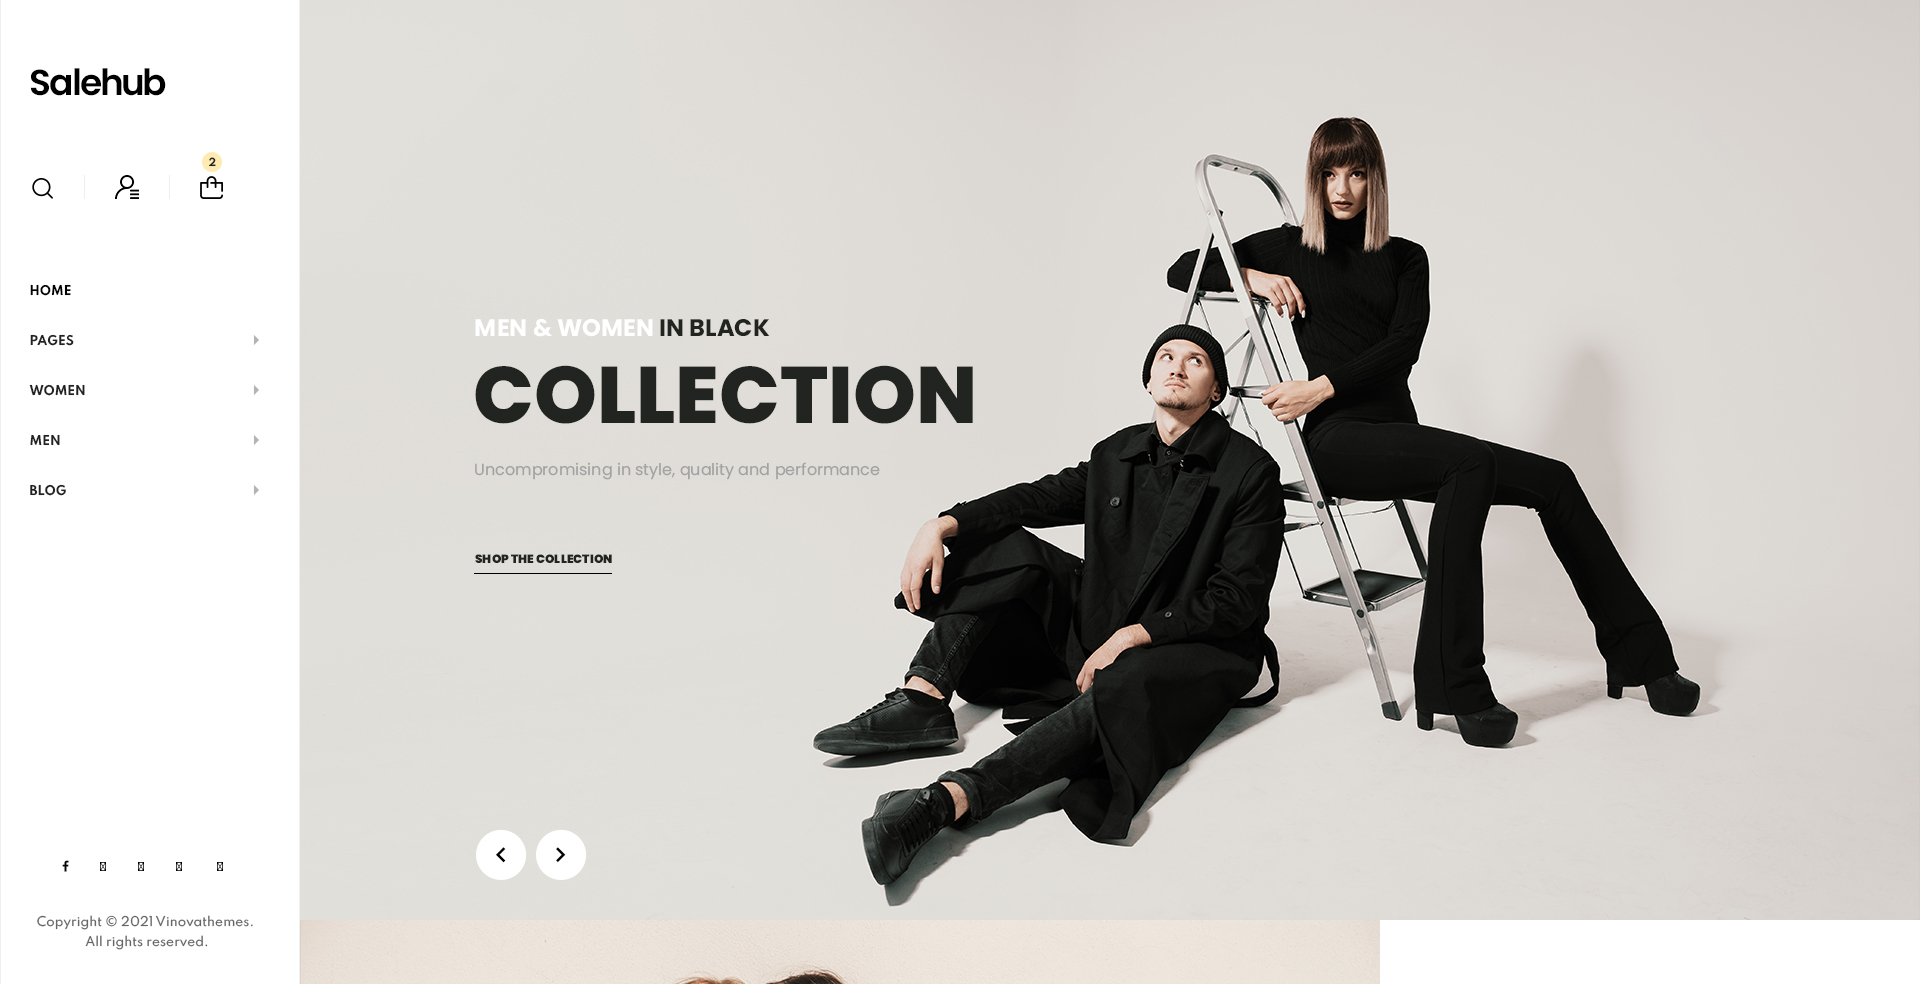 Salehub
2
HOME
PAGES
WOMEN
MEN
BLOG
MEN & WOMEN IN BLACK
COLLECTION
Uncompromising in style, quality and performance
SHOP THE COLLECTION
Copyright © 2021 Vinovathemes.
All rights reserved.